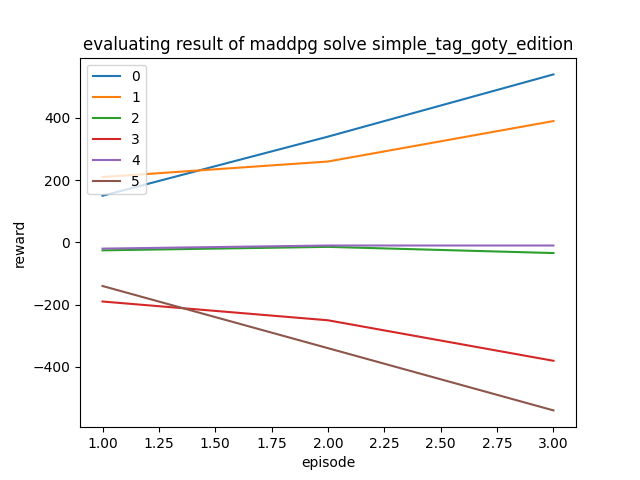 evaluating result of maddpg solve simple_tag_goty_edition
0
1
2
3
4
5
400
200
0
−200
−400
reward
1.00 1.25 1.50 1.75 2.00 2.25 2.50 2.75 3.00
episode